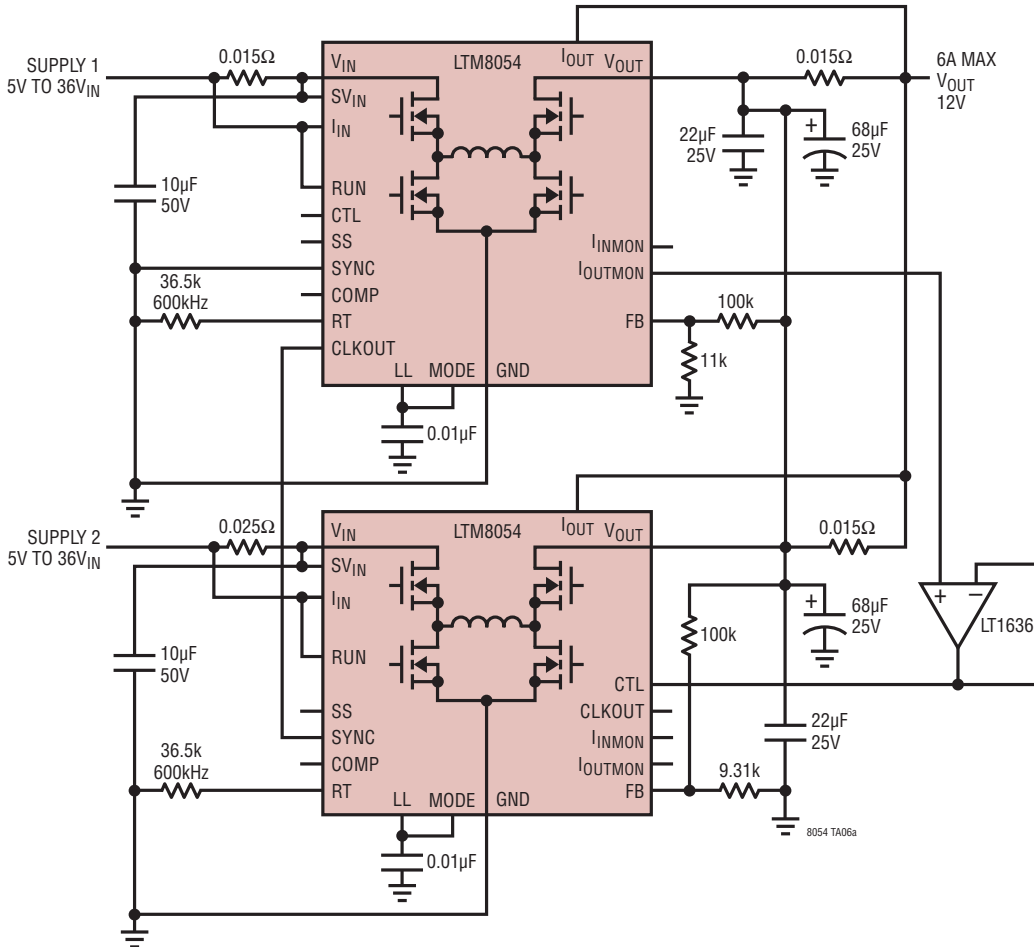 SUPPLY 1
5V TO 36VIN
0.015Ω
10µF
50V
36.5k
600kHz
VIN
SVIN
IIN
RUN
CTL
SS
SYNC
COMP
RT
CLKOUT
LTM8054
IOUT
VOUT
IINMON
IOUTMON
FB
LL
MODE
GND
0.01µF
0.015Ω
6A MAX
VOUT
12V
22µF
25V
+
68µF
25V
100k
11k
SUPPLY 2
5V TO 36VIN
0.025Ω
10µF
50V
36.5k
600kHz
VIN
SVIN
IIN
RUN
SS
SYNC
COMP
RT
LTM8054
IOUT
VOUT
CTL
CLKOUT
IINMON
IOUTMON
FB
LL
MODE
GND
0.01µF
0.015Ω
+
68µF
25V
100k
+ –
LT1636
22µF
25V
9.31k
8054 TA06a